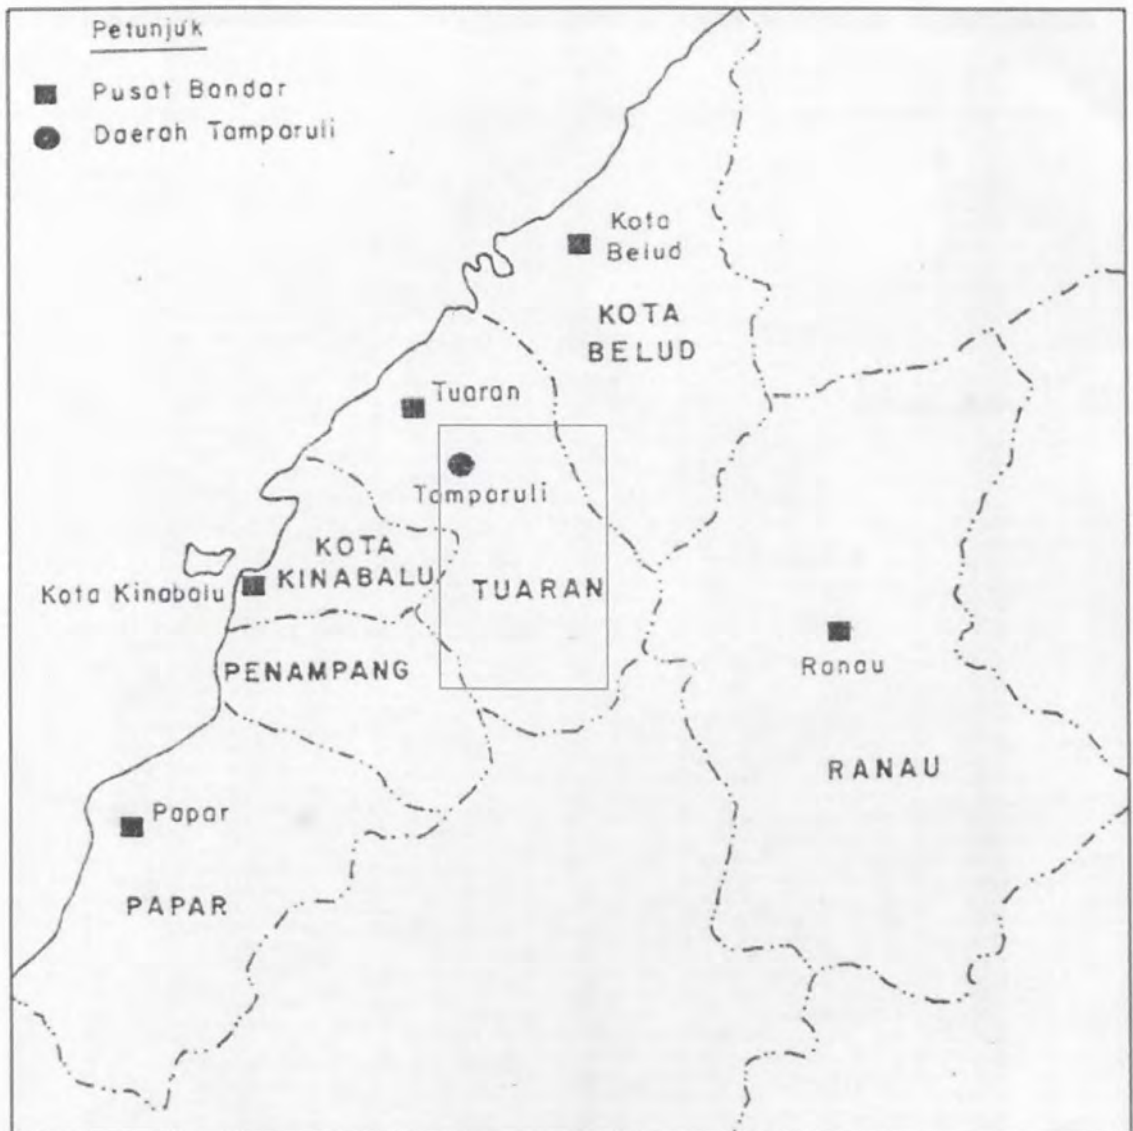 Petunjuk
Pusat Bandar
Daerah Tamparuli
Kota
Belud
KOTA
BELUD
Tuaran
Tamparuli
KOTA
KINABALU
Kota Kinabalu
TUARAN
PENAMPANG
Ranau
RANAU
Papar
PAPAR